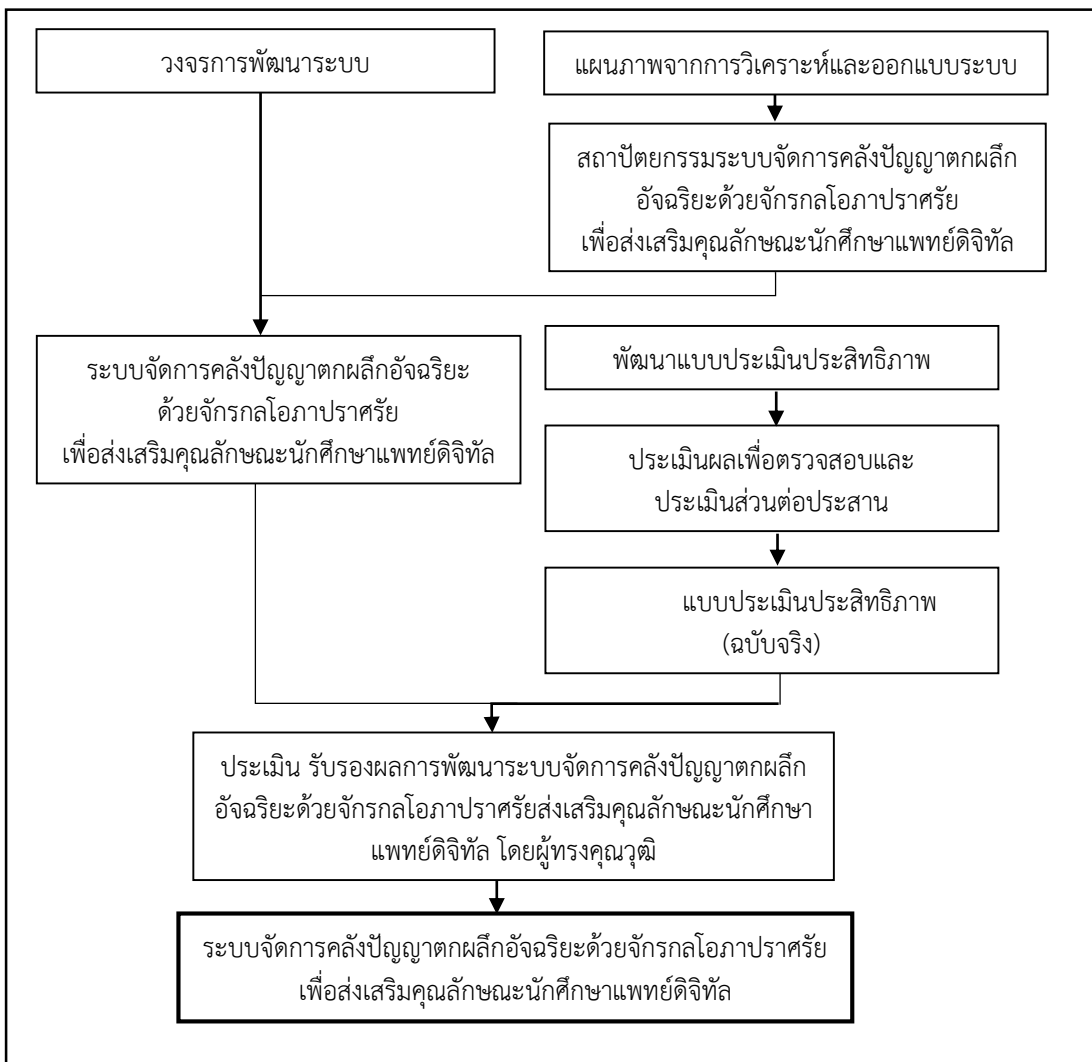 วงจรการพัฒนาระบบ
แผนภาพจากการวิเคราะห์และออกแบบระบบ
สถาปัตยกรรมระบบจัดการคลังปัญญาตกผลึก
อัจฉริยะด้วยจักรกลโอภาปราศรัย
เพื่อส่งเสริมคุณลักษณะนักศึกษาแพทย์ดิจิทัล
ระบบจัดการคลังปัญญาตกผลึกอัจฉริยะ
ด้วยจักรกลโอภาปราศรัย
เพื่อส่งเสริมคุณลักษณะนักศึกษาแพทย์ดิจิทัล
พัฒนาแบบประเมินประสิทธิภาพ
ประเมินผลเพื่อตรวจสอบและ
ประเมินส่วนต่อประสาน
แบบประเมินประสิทธิภาพ
(ฉบับจริง)
ประเมิน รับรองผลการพัฒนาระบบจัดการคลังปัญญาตกผลึก
อัจฉริยะด้วยจักรกลโอภาปราศรัยส่งเสริมคุณลักษณะนักศึกษา
แพทย์ดิจิทัล โดยผู้ทรงคุณวุฒิ
ระบบจัดการคลังปัญญาตกผลึกอัจฉริยะด้วยจักรกลโอภาปราศรัย
เพื่อส่งเสริมคุณลักษณะนักศึกษาแพทย์ดิจิทัล